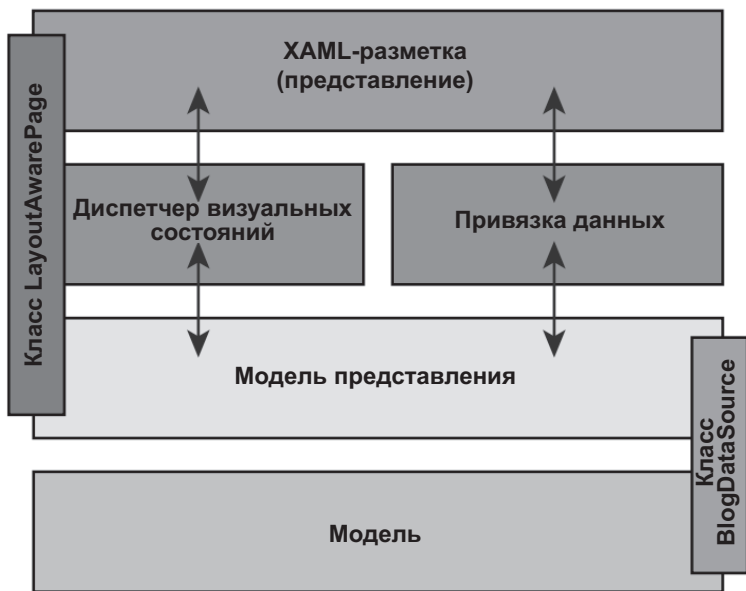 XAML-разметка
(представление)
Класс LayoutAwarePage
Диспетчер визуальных
состояний
Привязка данных
Модель представления
Класс
BlogDataSource
Модель